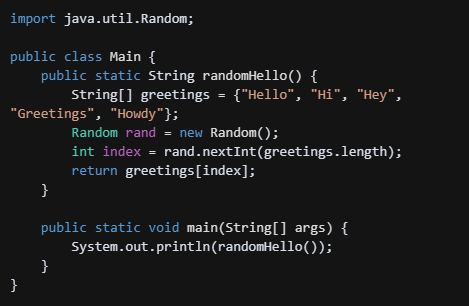 import java.util.Random;

public class Main {
    public static String randomHello() {
        String[] greetings = {"Hello", "Hi", "Hey",
"Greetings", "Howdy"};
        Random rand = new Random();
        int index = rand.nextInt(greetings.length);
        return greetings[index];
    }

    public static void main(String[] args) {
        System.out.println(randomHello());
    }
}